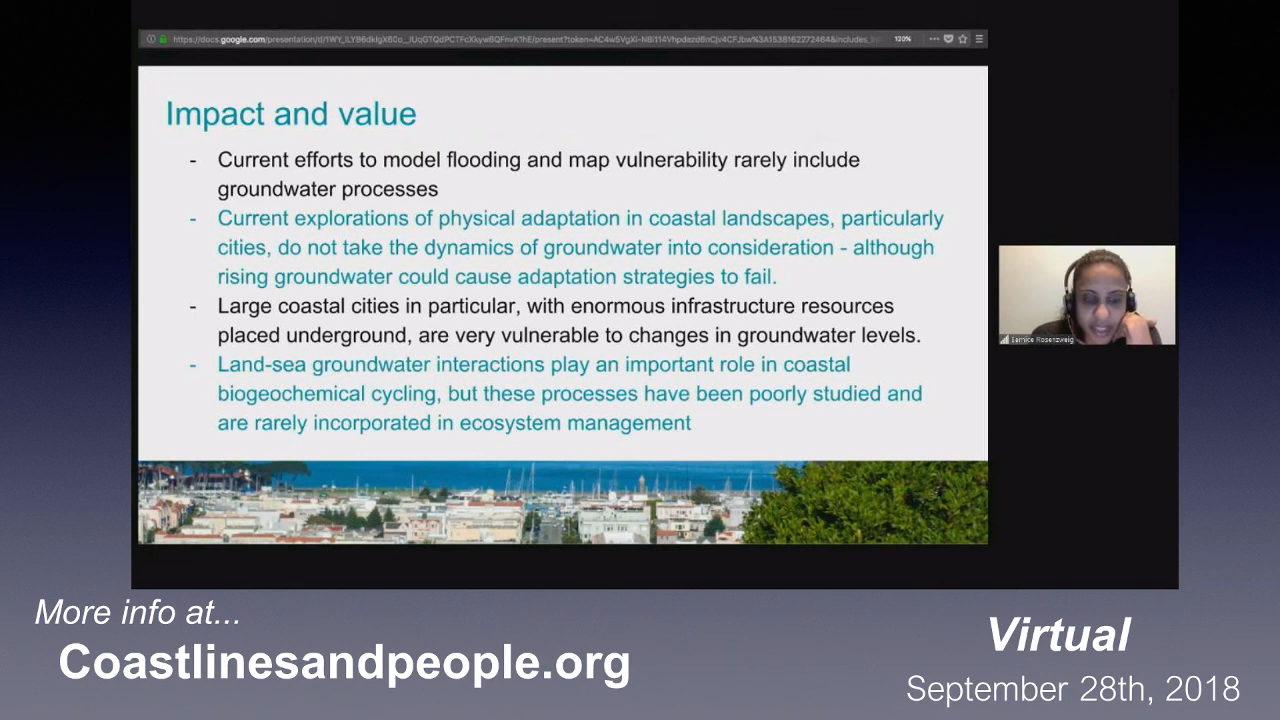 120%
Impact and value
- Current efforts to model flooding and map vulnerability rarely include
groundwater processes
- Current explorations of physical adaptation in coastal landscapes, particularly
cities, do not take the dynamics of groundwater into consideration - although
rising groundwater could cause adaptation strategies to fail.
- Large coastal cities in particular, with enormous infrastructure resources
placed underground, are very vulnerable to changes in groundwater levels.
- Land-sea groundwater interactions play an important role in coastal
biogeochemical cycling, but these processes have been poorly studied and
are rarely incorporated in ecosystem management
Bernice Rosenzweig
More info at...
Coastlinesandpeople.org
Virtual
September 28th, 2018